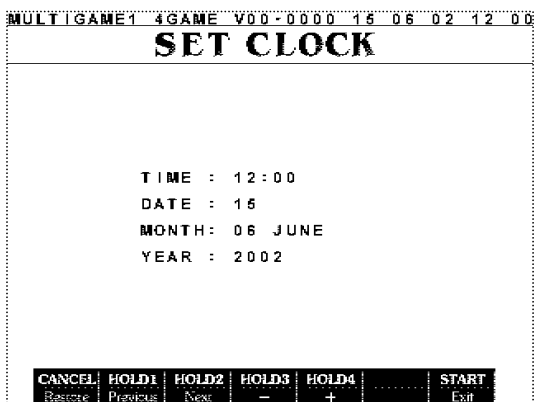 MULTIGAME1 4GAME V00-0000 15 06 02 12 00
SET CLOCK
TIME : 12:00
DATE : 15
MONTH: 06 JUNE
YEAR : 2002
CANCEL HOLD1 HOLD2 HOLD3 HOLD4 START
Restore Previous Next - + Exit